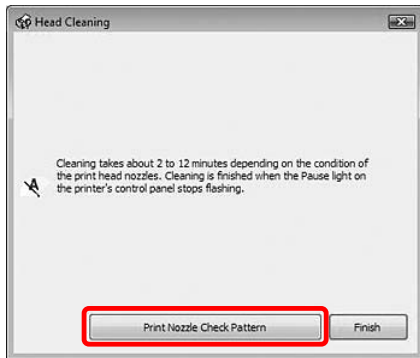 Head Cleaning
Cleaning takes about 2 to 12 minutes depending on the condition of
the print head nozzles. Cleaning is finished when the Pause light on
the printer's control panel stops flashing.
Print Nozzle Check Pattern
Finish